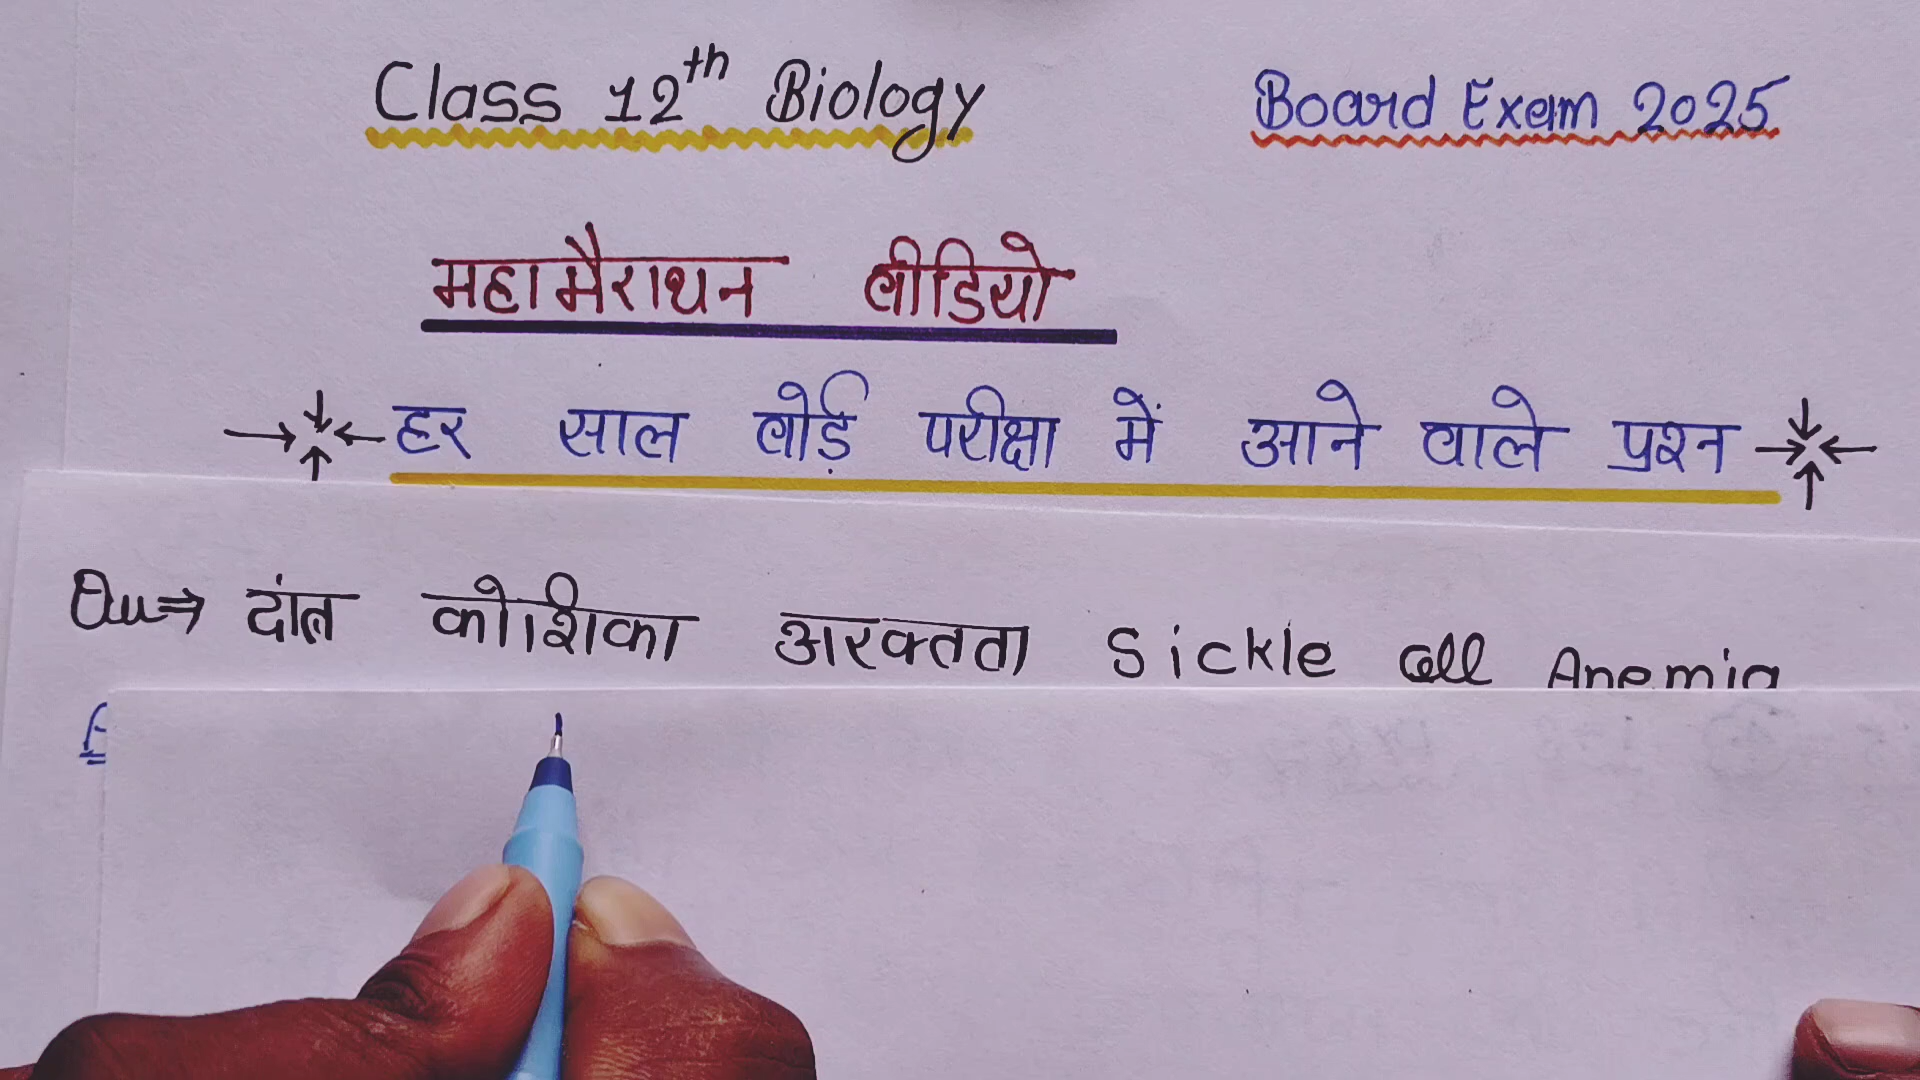 Class 12th Biology
Board Exam 2025
महामैराथन वीडियो
हर साल बोर्ड परीक्षा में आने वाले प्रश्न
Qu⇒ दांत्र कोशिका अरक्तता Sickle Cell Anemia